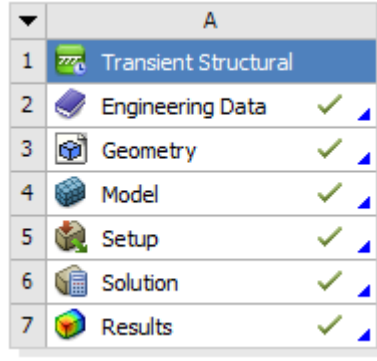 A
1 Transient Structural
2 Engineering Data
3 Geometry
4 Model
5 Setup
6 Solution
7 Results